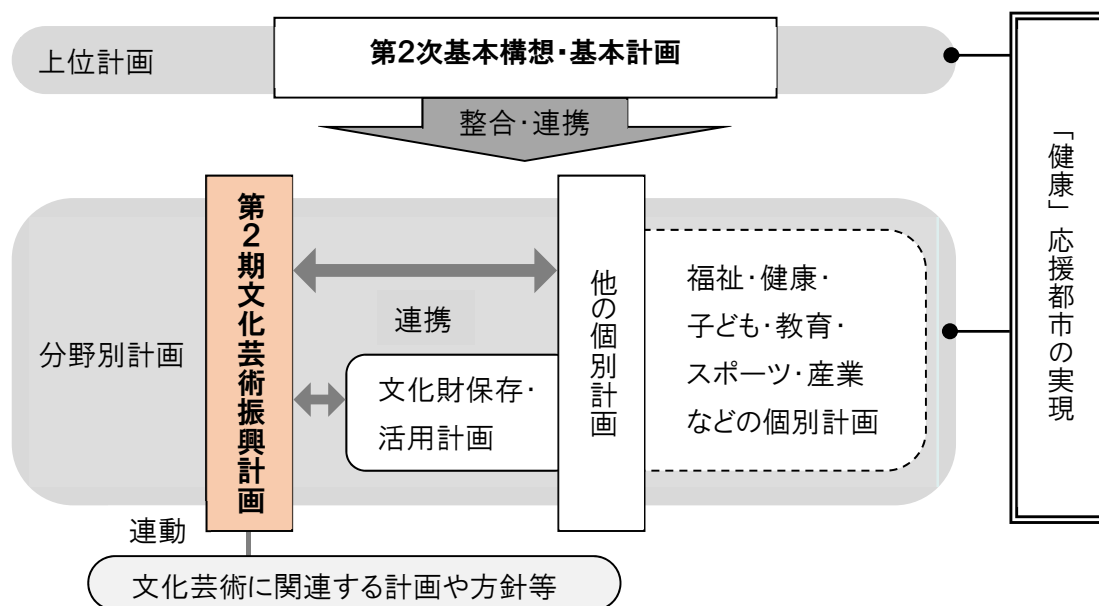 上位計画
第2次基本構想・基本計画
整合・連携
「健康」応援都市の実現
分野別計画
第2期文化芸術振興計画
連携
文化財保存・
活用計画
他の個別計画
福祉・健康・
子ども・教育・
スポーツ・産業
などの個別計画
連動
文化芸術に関連する計画や方針等